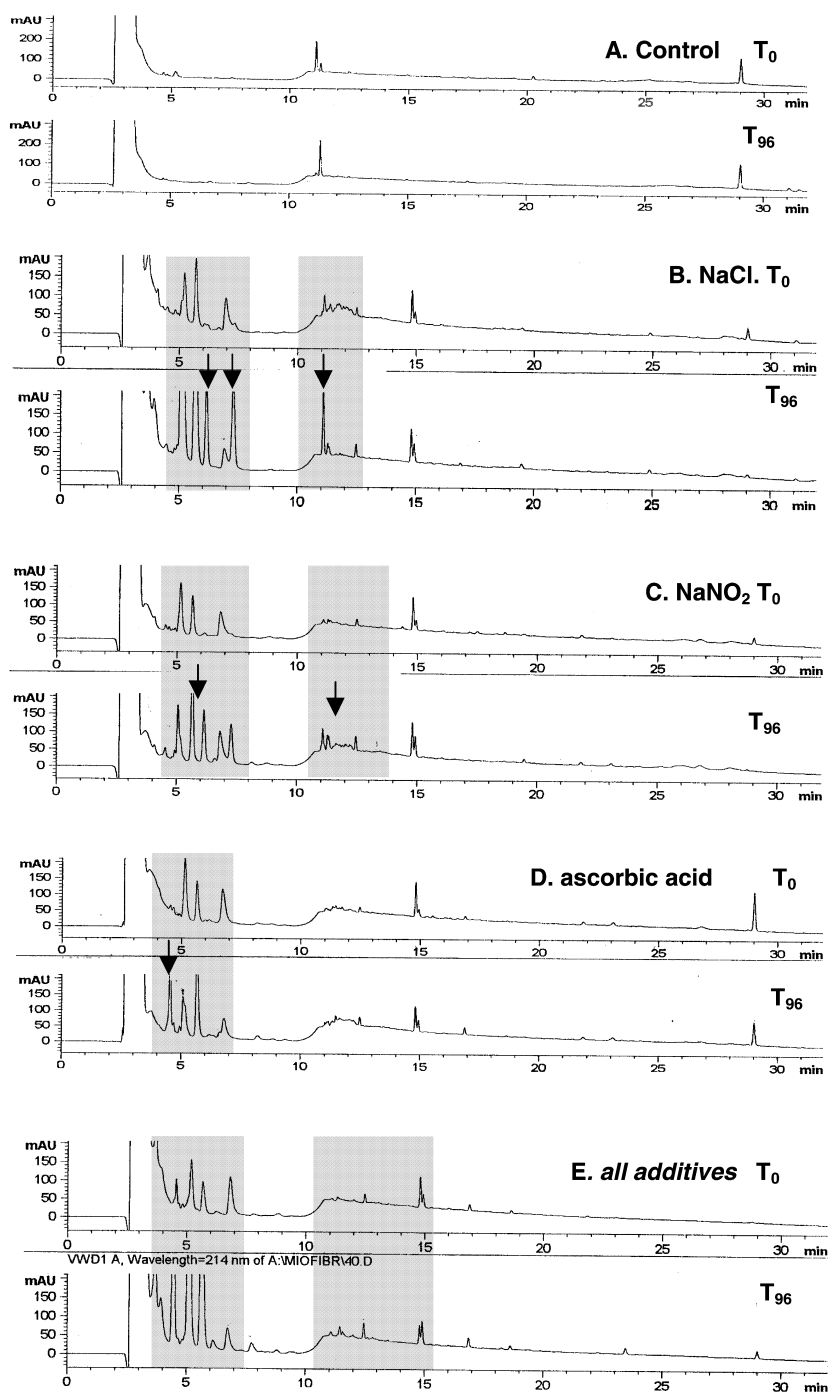 mAU
200
100
0
A. Control T₀
0 5 10 15 20 25 30 min
mAU
200
100
0
T₉₆
0 5 10 15 20 25 30 min
mAU
150
100
50
0
B. NaCl. T₀
0 5 10 15 20 25 30 min
mAU
150
100
50
0
T₉₆
0 5 10 15 20 25 30 min
mAU
150
100
50
0
C. NaNO₂ T₀
0 5 10 15 20 25 30 min
mAU
150
100
50
0
T₉₆
0 5 10 15 20 25 30 min
mAU
150
100
50
0
D. ascorbic acid T₀
0 5 10 15 20 25 30 min
mAU
150
100
50
0
T₉₆
0 5 10 15 20 25 30 min
mAU
150
100
50
0
E. all additives T₀
0 5 10 15 20 25 30 min
VWD1 A, Wavelength=214 nm of A:\MIOFIBR\40.D
mAU
150
100
50
0
T₉₆
0 5 10 15 20 25 30 min